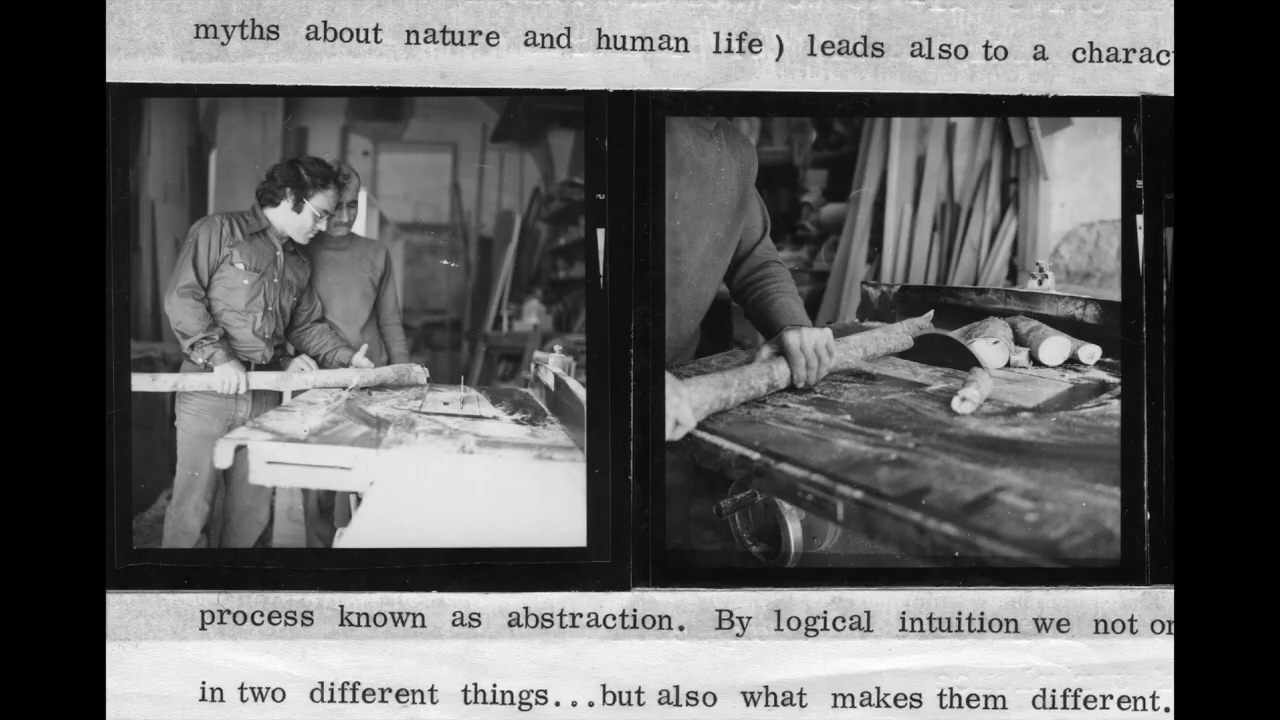 myths about nature and human life) leads also to a charac
process known as abstraction. By logical intuition we not or
in two different things...but also what makes them different.